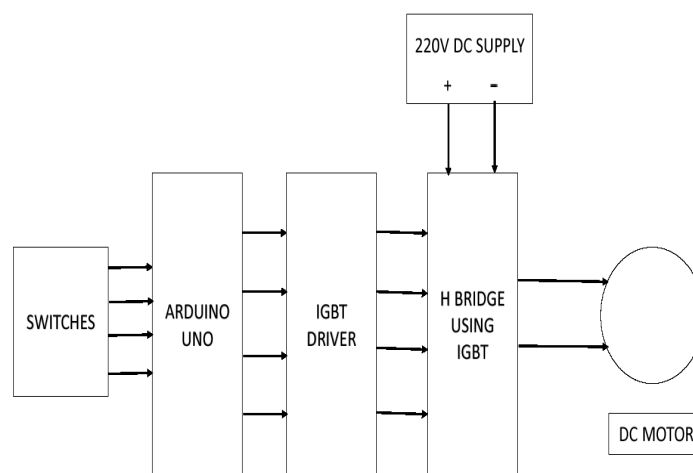 220V DC SUPPLY
+ =
SWITCHES
ARDUINO
UNO
IGBT
DRIVER
H BRIDGE
USING
IGBT
DC MOTOR